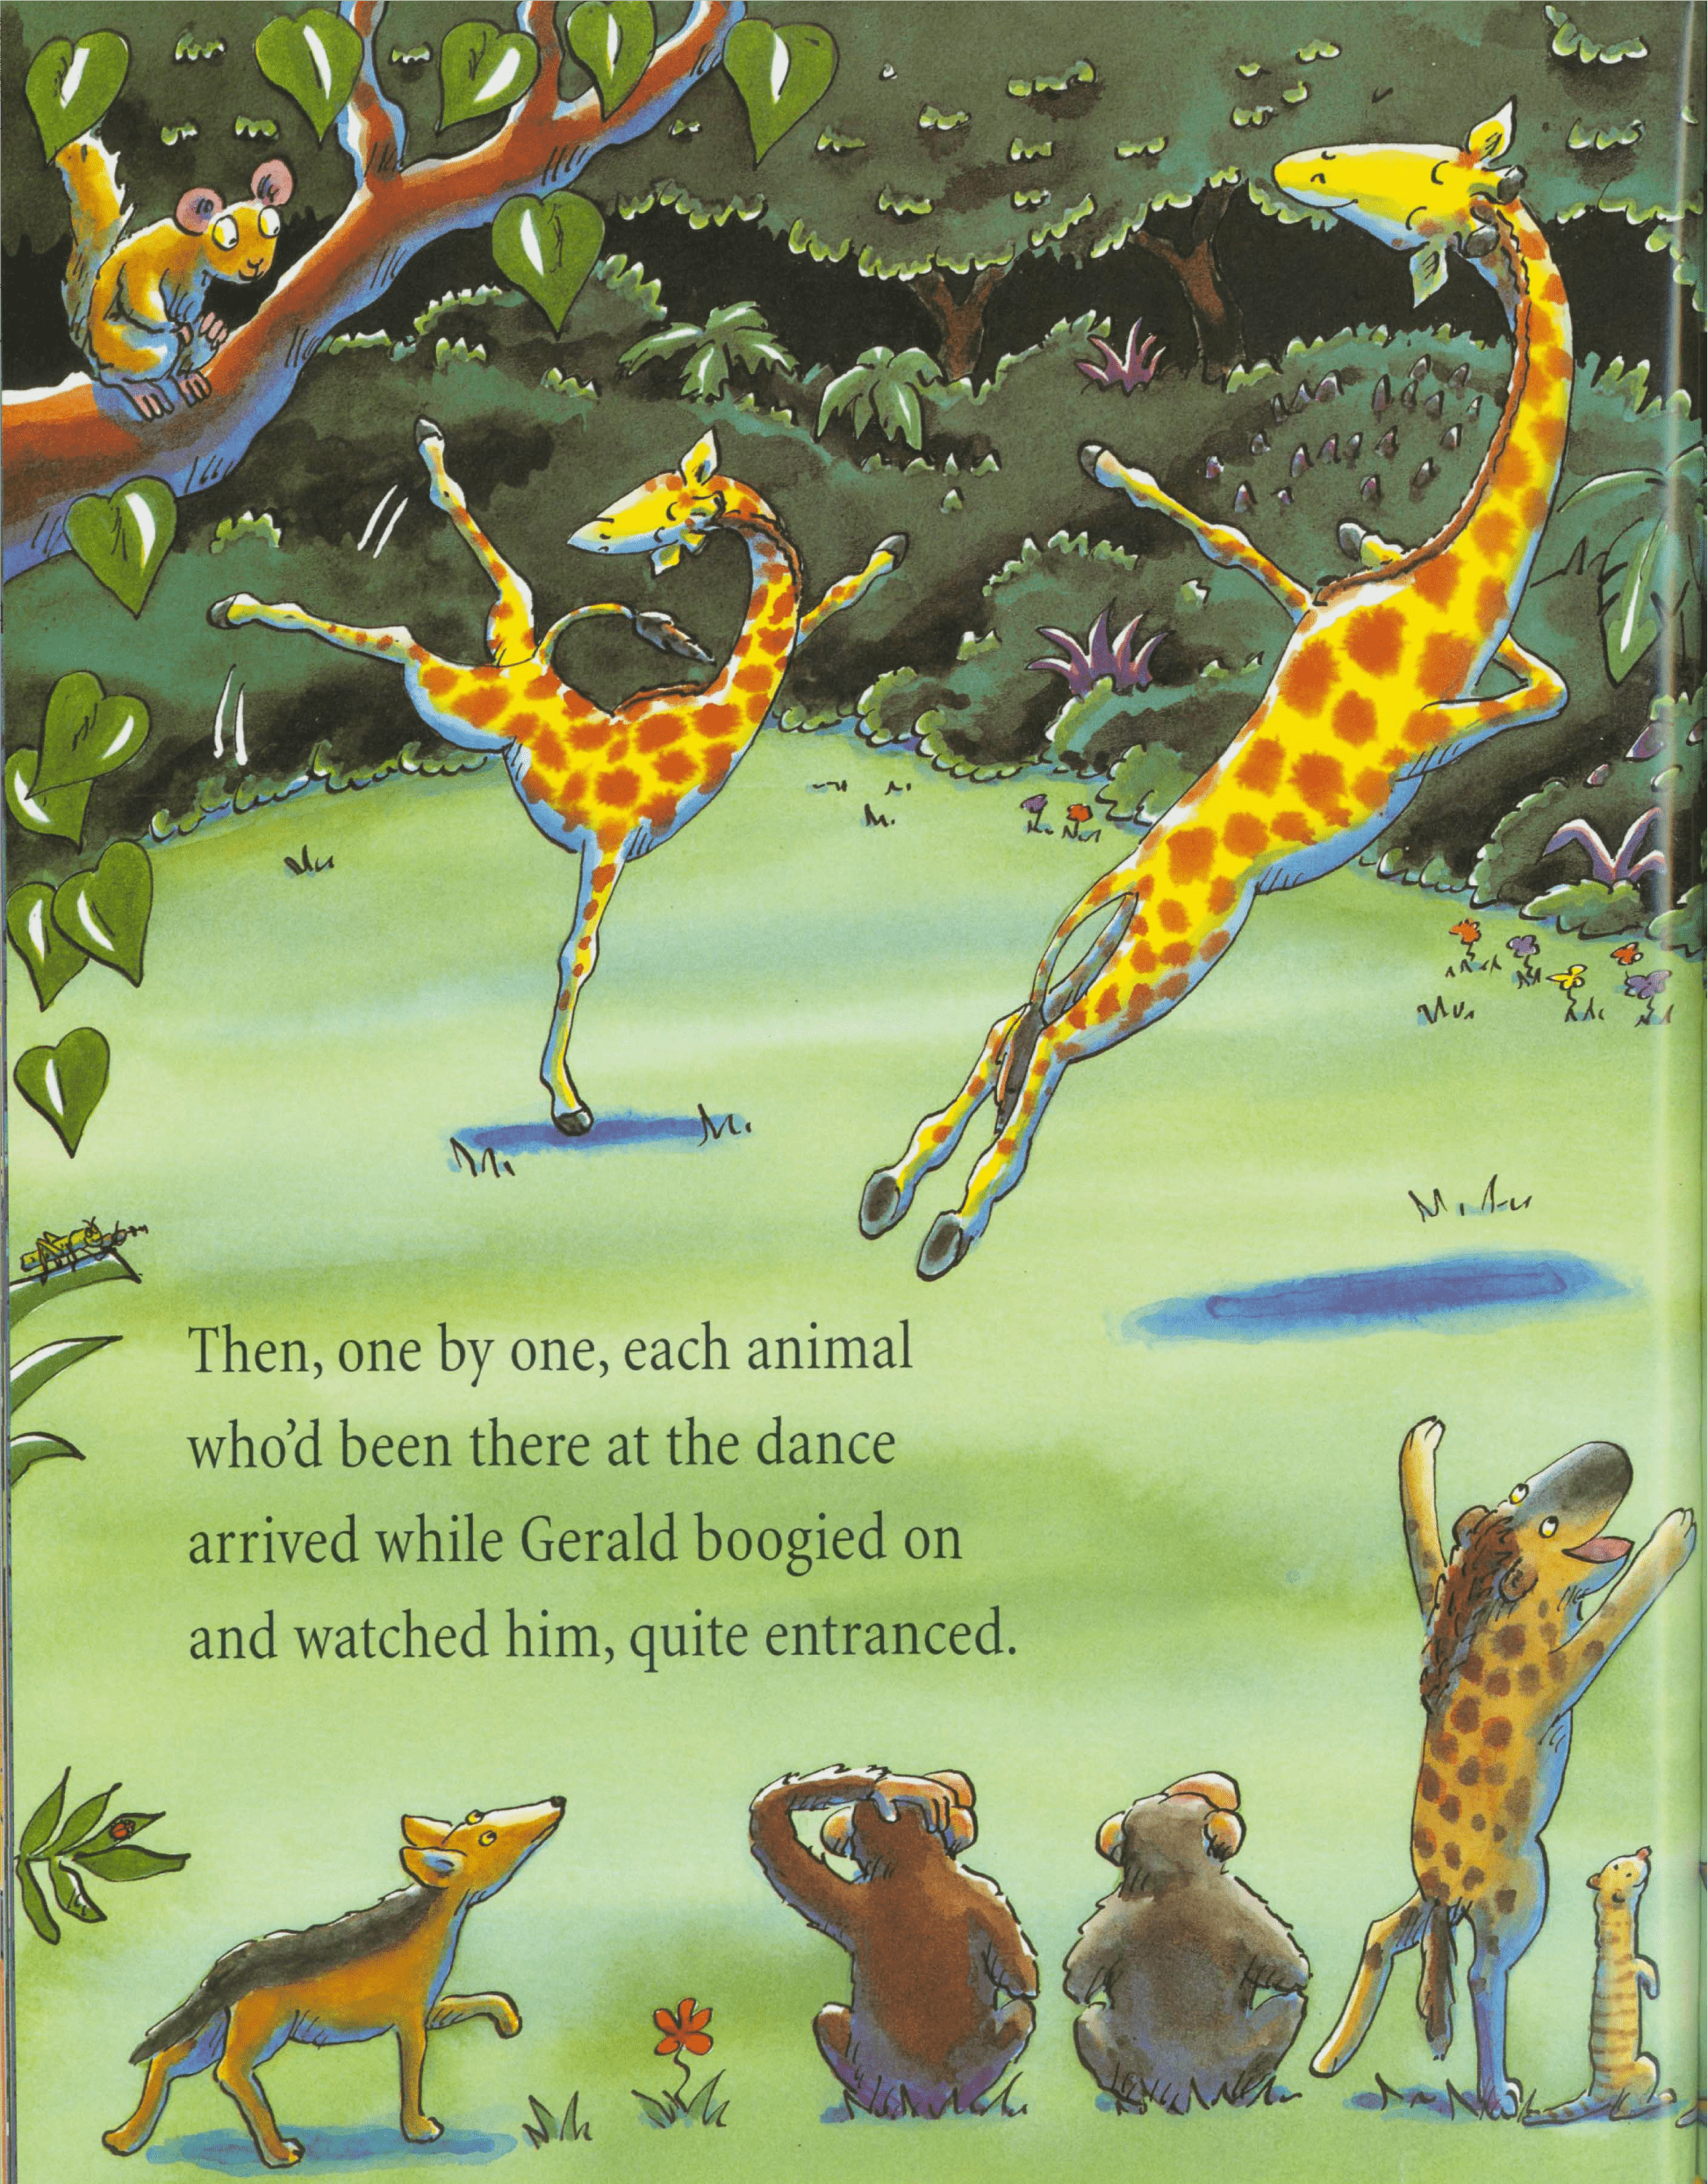 Then, one by one, each animal
who’d been there at the dance
arrived while Gerald boogied on
and watched him, quite entranced.